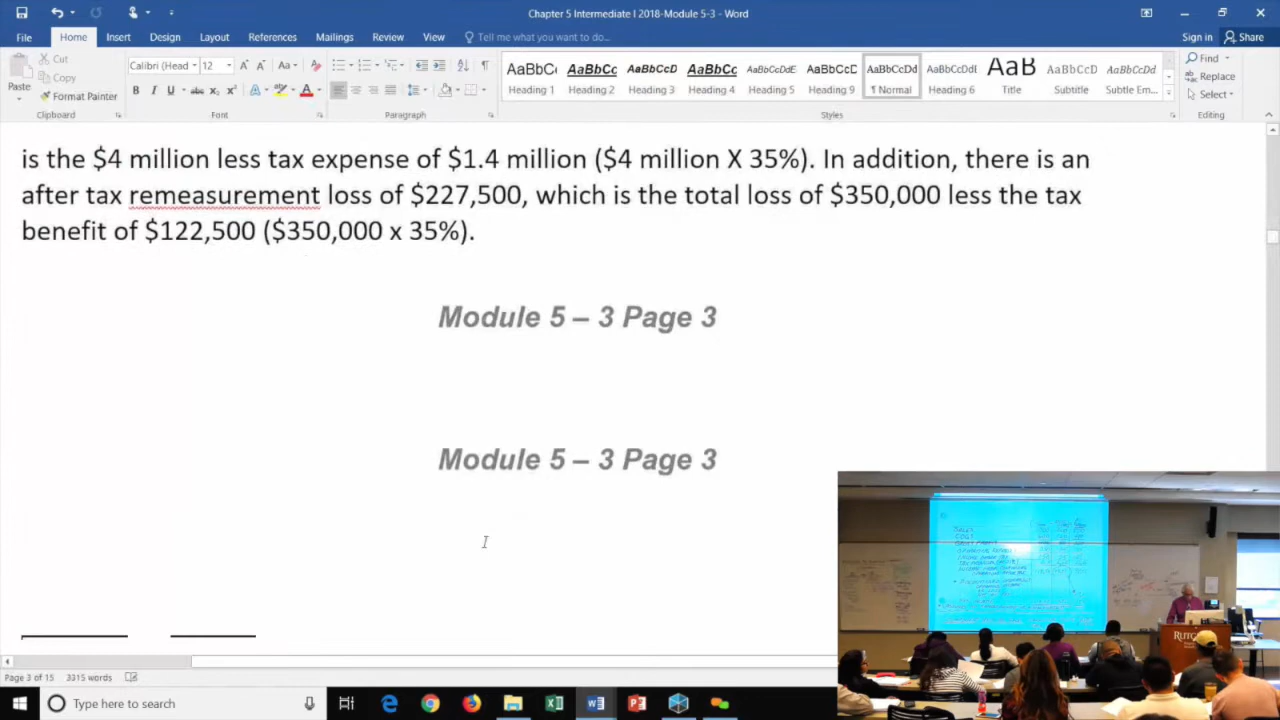 Chapter 5 Intermediate I 2018-Module 5-3 - Word
File Home Insert Design Layout References Mailings Review View Tell me what you want to do... Sign in Share
Paste
Cut
Copy
Format Painter
Clipboard
Calibri (Head 12
Font
Paragraph
AaBbCc AaBbCc AaBbCcD AaBbCc AaBbCcDdE AaBbCcD AaBbCcDd AaBbCcDdE AaB AaBbCcD AaBbCcDd
Heading 1 Heading 2 Heading 3 Heading 4 Heading 5 Heading 9 ¶ Normal Heading 6 Title Subtitle Subtle Em...
Styles
Find
Replace
Select
Editing
is the $4 million less tax expense of $1.4 million ($4 million X 35%). In addition, there is an
after tax remeasurement loss of $227,500, which is the total loss of $350,000 less the tax
benefit of $122,500 ($350,000 x 35%).
Module 5 – 3 Page 3
Module 5 – 3 Page 3
RUTGERS
Page 3 of 15 3315 words
Type here to search